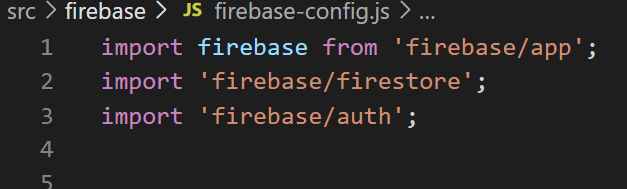 src > firebase > JS firebase-config.js > ...
1 import firebase from 'firebase/app';
2 import 'firebase/firestore';
3 import 'firebase/auth';
4
5